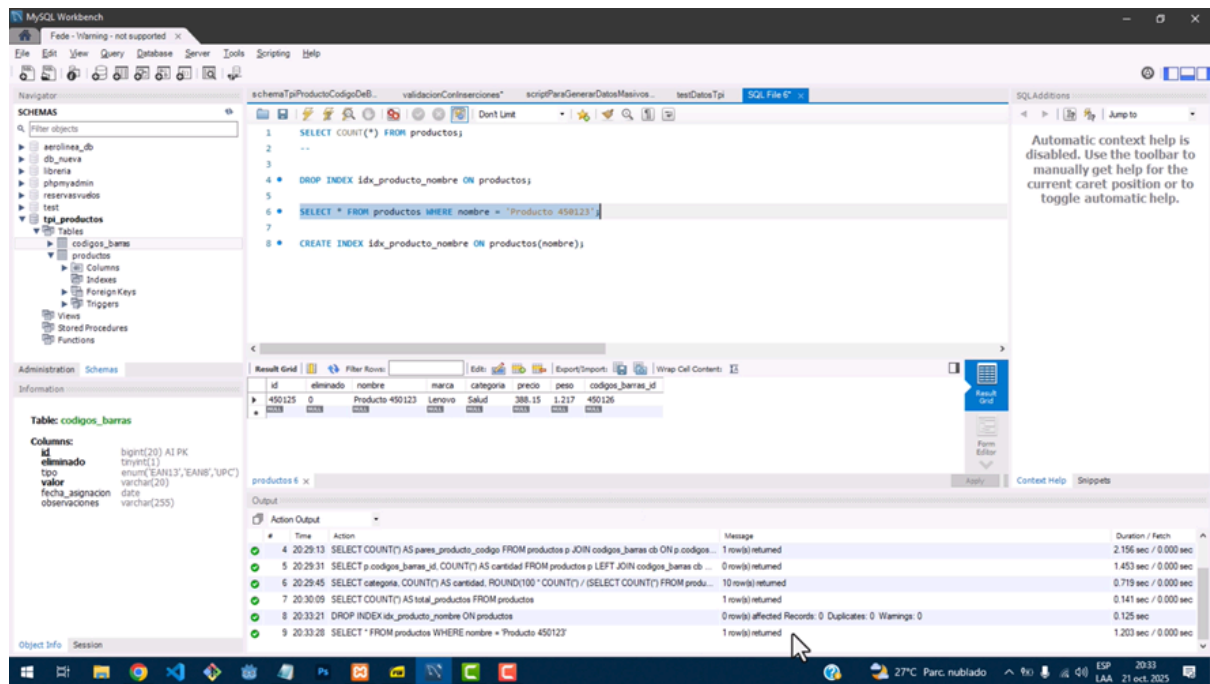 MySQL Workbench
Fede - Warning - not supported ×
File Edit View Query Database Server Tools Scripting Help
Navigator
SCHEMAS
Filter objects
aerolinea_db
db_nueva
libreria
phpmyadmin
reservasvuelos
test
tpi_productos
Tables
codigos_barras
productos
Columns
Indexes
Foreign Keys
Triggers
Views
Stored Procedures
Functions
Administration Schemas
Information
Table: codigos_barras
Columns:
id bigint(20) AI PK
eliminado tinyint(1)
tipo enum('EAN13','EAN8','UPC')
valor varchar(20)
fecha_asignacion date
observaciones varchar(255)
Object Info Session
schemaTpiProductoCodigoDeB... validacionConInserciones* scriptParaGenerarDatosMasivos... testDatosTpi SQL File 6* ×
Don't Limit
1 SELECT COUNT(*) FROM productos;
2 --
3
4 DROP INDEX idx_producto_nombre ON productos;
5
6 SELECT * FROM productos WHERE nombre = 'Producto 450123';
7
8 CREATE INDEX idx_producto_nombre ON productos(nombre);
Result Grid Filter Rows: Edit: Export/Import: Wrap Cell Content:
id eliminado nombre marca categoria precio peso codigos_barras_id
450125 0 Producto 450123 Lenovo Salud 388.15 1.217 450126
NULL NULL NULL NULL NULL NULL NULL NULL
Result Grid
Form Editor
productos 6 ×
Apply
SQLAdditions
Jump to
Automatic context help is
disabled. Use the toolbar to
manually get help for the
current caret position or to
toggle automatic help.
Context Help Snippets
Output
Action Output
# Time Action Message Duration / Fetch
4 20:29:13 SELECT COUNT(*) AS pares_producto_codigo FROM productos p JOIN codigos_barras cb ON p.codigos... 1 row(s) returned 2.156 sec / 0.000 sec
5 20:29:31 SELECT p.codigos_barras_id, COUNT(*) AS cantidad FROM productos p LEFT JOIN codigos_barras cb ... 0 row(s) returned 1.453 sec / 0.000 sec
6 20:29:45 SELECT categoria, COUNT(*) AS cantidad, ROUND(100 * COUNT(*) / (SELECT COUNT(*) FROM produ... 10 row(s) returned 0.719 sec / 0.000 sec
7 20:30:09 SELECT COUNT(*) AS total_productos FROM productos 1 row(s) returned 0.141 sec / 0.000 sec
8 20:33:21 DROP INDEX idx_producto_nombre ON productos 0 row(s) affected Records: 0 Duplicates: 0 Warnings: 0 0.125 sec
9 20:33:28 SELECT * FROM productos WHERE nombre = 'Producto 450123' 1 row(s) returned 1.203 sec / 0.000 sec
27°C Parc. nublado
ESP
LAA
20:33
21 oct. 2025